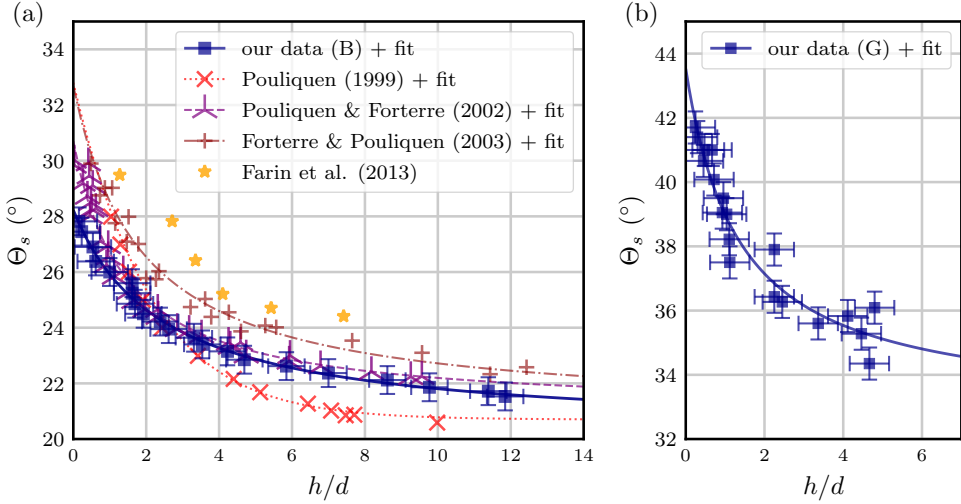 (a)
(b)
our data (B) + fit
Pouliquen (1999) + fit
Pouliquen & Forterre (2002) + fit
Forterre & Pouliquen (2003) + fit
Farin et al. (2013)
34
32
30
28
26
24
22
20
Θs (°)
0 2 4 6 8 10 12 14
h/d
our data (G) + fit
44
42
40
38
36
34
32
Θs (°)
0 2 4 6
h/d